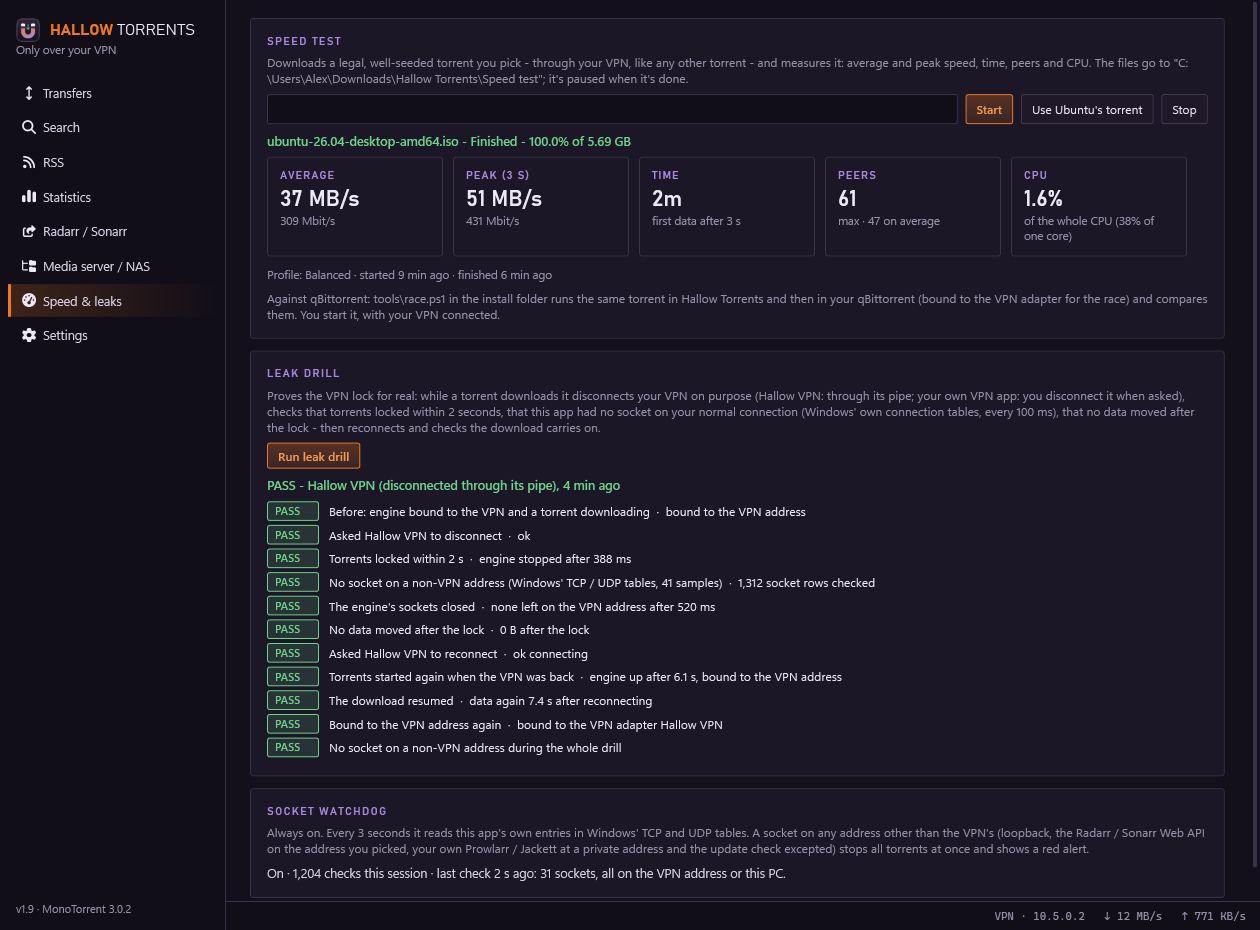 HALLOW TORRENTS
Only over your VPN
Transfers
Search
RSS
Statistics
Radarr / Sonarr
Media server / NAS
Speed & leaks
Settings
v1.9 · MonoTorrent 3.0.2
SPEED TEST
Downloads a legal, well-seeded torrent you pick - through your VPN, like any other torrent - and measures it: average and peak speed, time, peers and CPU. The files go to "C:
\Users\Alex\Downloads\Hallow Torrents\Speed test"; it's paused when it's done.
Start
Use Ubuntu's torrent
Stop
ubuntu-26.04-desktop-amd64.iso - Finished - 100.0% of 5.69 GB
AVERAGE
37 MB/s
309 Mbit/s
PEAK (3 S)
51 MB/s
431 Mbit/s
TIME
2m
first data after 3 s
PEERS
61
max · 47 on average
CPU
1.6%
of the whole CPU (38% of
one core)
Profile: Balanced · started 9 min ago · finished 6 min ago
Against qBittorrent: tools\race.ps1 in the install folder runs the same torrent in Hallow Torrents and then in your qBittorrent (bound to the VPN adapter for the race) and compares
them. You start it, with your VPN connected.
LEAK DRILL
Proves the VPN lock for real: while a torrent downloads it disconnects your VPN on purpose (Hallow VPN: through its pipe; your own VPN app: you disconnect it when asked),
checks that torrents locked within 2 seconds, that this app had no socket on your normal connection (Windows' own connection tables, every 100 ms), that no data moved after
the lock - then reconnects and checks the download carries on.
Run leak drill
PASS - Hallow VPN (disconnected through its pipe), 4 min ago
PASS Before: engine bound to the VPN and a torrent downloading · bound to the VPN address
PASS Asked Hallow VPN to disconnect · ok
PASS Torrents locked within 2 s · engine stopped after 388 ms
PASS No socket on a non-VPN address (Windows' TCP / UDP tables, 41 samples) · 1,312 socket rows checked
PASS The engine's sockets closed · none left on the VPN address after 520 ms
PASS No data moved after the lock · 0 B after the lock
PASS Asked Hallow VPN to reconnect · ok connecting
PASS Torrents started again when the VPN was back · engine up after 6.1 s, bound to the VPN address
PASS The download resumed · data again 7.4 s after reconnecting
PASS Bound to the VPN address again · bound to the VPN adapter Hallow VPN
PASS No socket on a non-VPN address during the whole drill
SOCKET WATCHDOG
Always on. Every 3 seconds it reads this app's own entries in Windows' TCP and UDP tables. A socket on any address other than the VPN's (loopback, the Radarr / Sonarr Web API
on the address you picked, your own Prowlarr / Jackett at a private address and the update check excepted) stops all torrents at once and shows a red alert.
On · 1,204 checks this session · last check 2 s ago: 31 sockets, all on the VPN address or this PC.
VPN · 10.5.0.2 ↓ 12 MB/s ↑ 771 KB/s